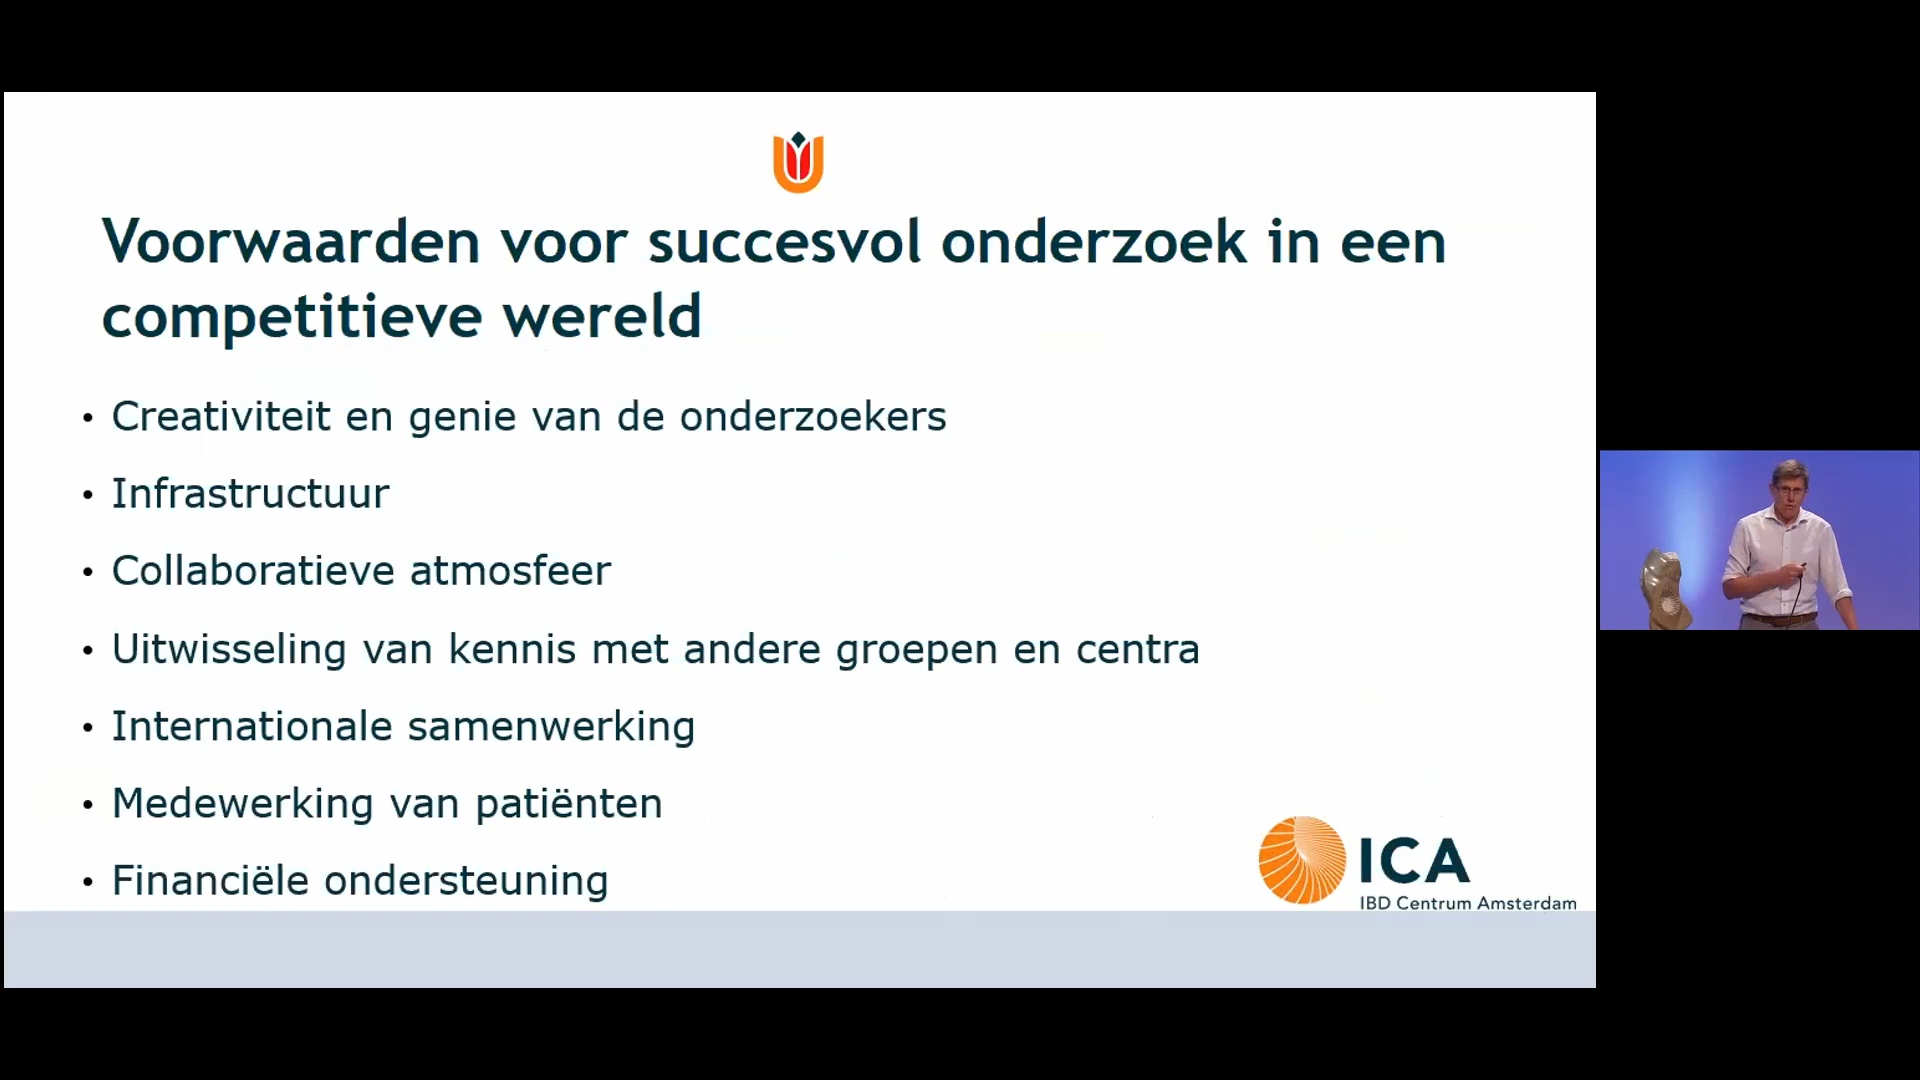 Voorwaarden voor succesvol onderzoek in een
competitieve wereld
• Creativiteit en genie van de onderzoekers
• Infrastructuur
• Collaboratieve atmosfeer
• Uitwisseling van kennis met andere groepen en centra
• Internationale samenwerking
• Medewerking van patiënten
• Financiële ondersteuning
ICA
IBD Centrum Amsterdam